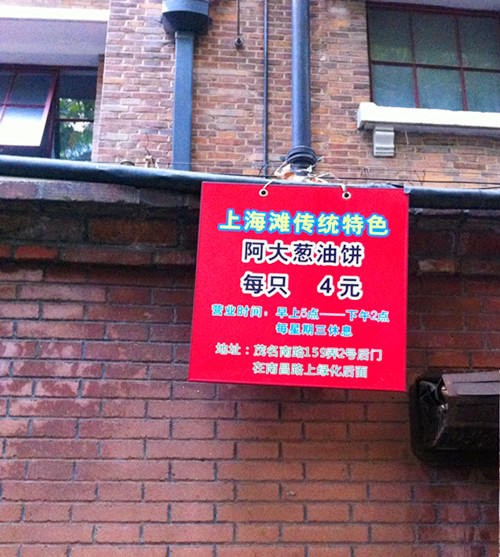 上海滩传统特色
阿大葱油饼
每只 4元
营业时间：早上5点——下午2点
每星期三休息
地址：茂名南路159弄2号后门
在南昌路上绿化后面